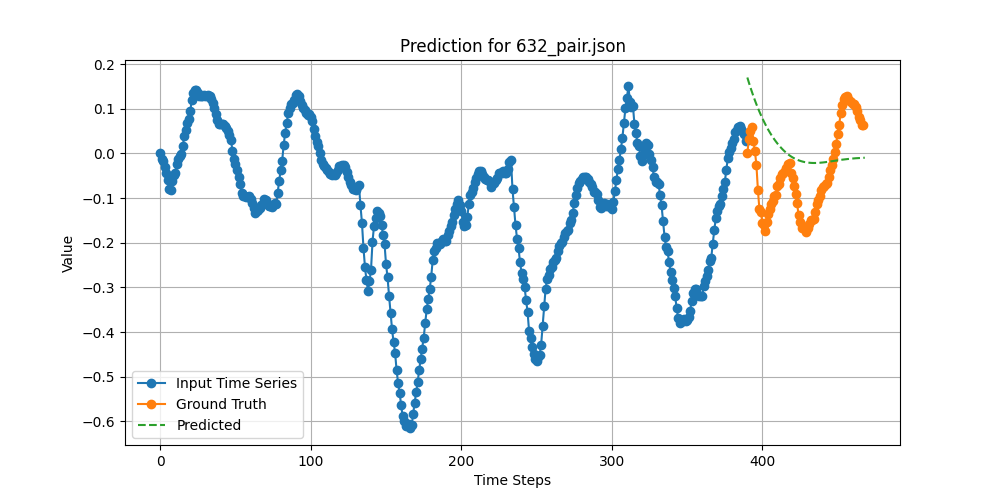 Prediction for 632_pair.json
0.2
0.1
0.0
−0.1
−0.2
−0.3
−0.4
−0.5
−0.6
Value
Input Time Series
Ground Truth
Predicted
0 100 200 300 400
Time Steps